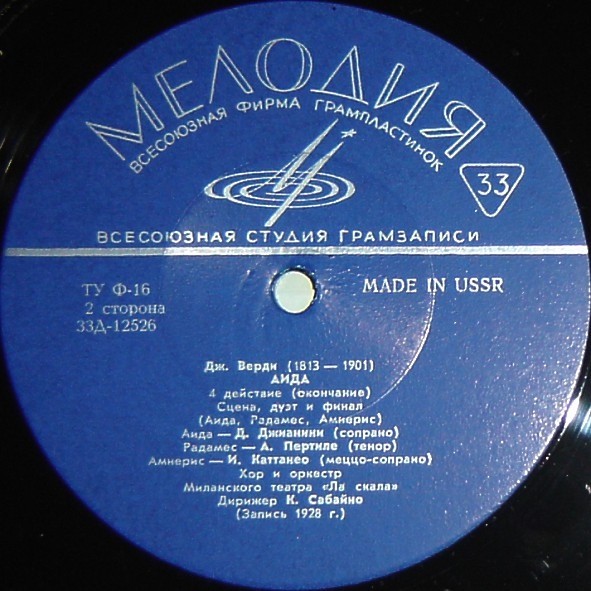 МЕЛОДИЯ
ВСЕСОЮЗНАЯ ФИРМА ГРАМПЛАСТИНОК
33
ВСЕСОЮЗНАЯ СТУДИЯ ГРАМЗАПИСИ
ТУ Ф-16
MADE IN USSR
2 сторона
33Д-12526
Дж. Верди (1813 — 1901)
АИДА
4 действие (окончание)
Сцена, дуэт и финал
(Аида, Радамес, Амнерис)
Аида — Д. Джианини (сопрано)
Радамес — А. Пертиле (тенор)
Амнерис — И. Каттанео (меццо-сопрано)
Хор и оркестр
Миланского театра «Ла скала»
Дирижер К. Сабайно
(Запись 1928 г.)